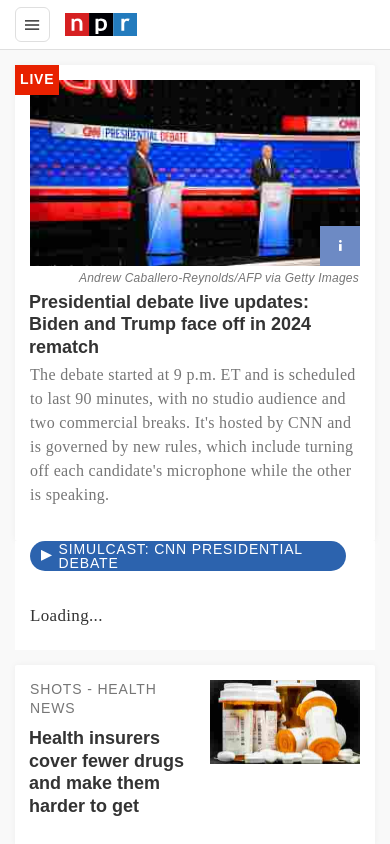 npr
LIVE
CNN
CNN PRESIDENTIAL DEBATE
CNN
i
Andrew Caballero-Reynolds/AFP via Getty Images
Presidential debate live updates:
Biden and Trump face off in 2024
rematch
The debate started at 9 p.m. ET and is scheduled
to last 90 minutes, with no studio audience and
two commercial breaks. It's hosted by CNN and
is governed by new rules, which include turning
off each candidate's microphone while the other
is speaking.
SIMULCAST: CNN PRESIDENTIAL
DEBATE
Loading...
SHOTS - HEALTH
NEWS
Health insurers
cover fewer drugs
and make them
harder to get